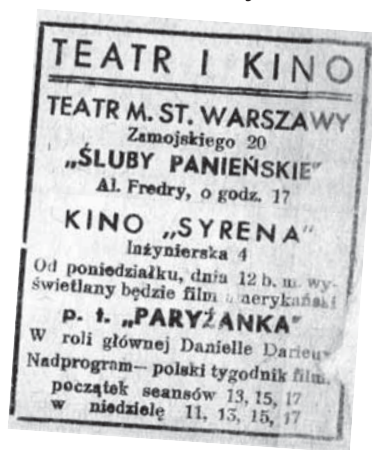 TEATR I KINO
TEATR M. ST. WARSZAWY
Zamojskiego 20
„ŚLUBY PANIEŃSKIE"
Al. Fredry, o godz. 17
KINO „SYRENA"
Inżynierska 4
Od poniedziałku, dnia 12 b. m. wy-
świetlany będzie film amerykański
p. t. „PARYŻANKA"
W roli głównej Danielle Darieux
Nadprogram— polski tygodnik film.
początek seansów 13, 15, 17
w niedzielę 11, 13, 15, 17